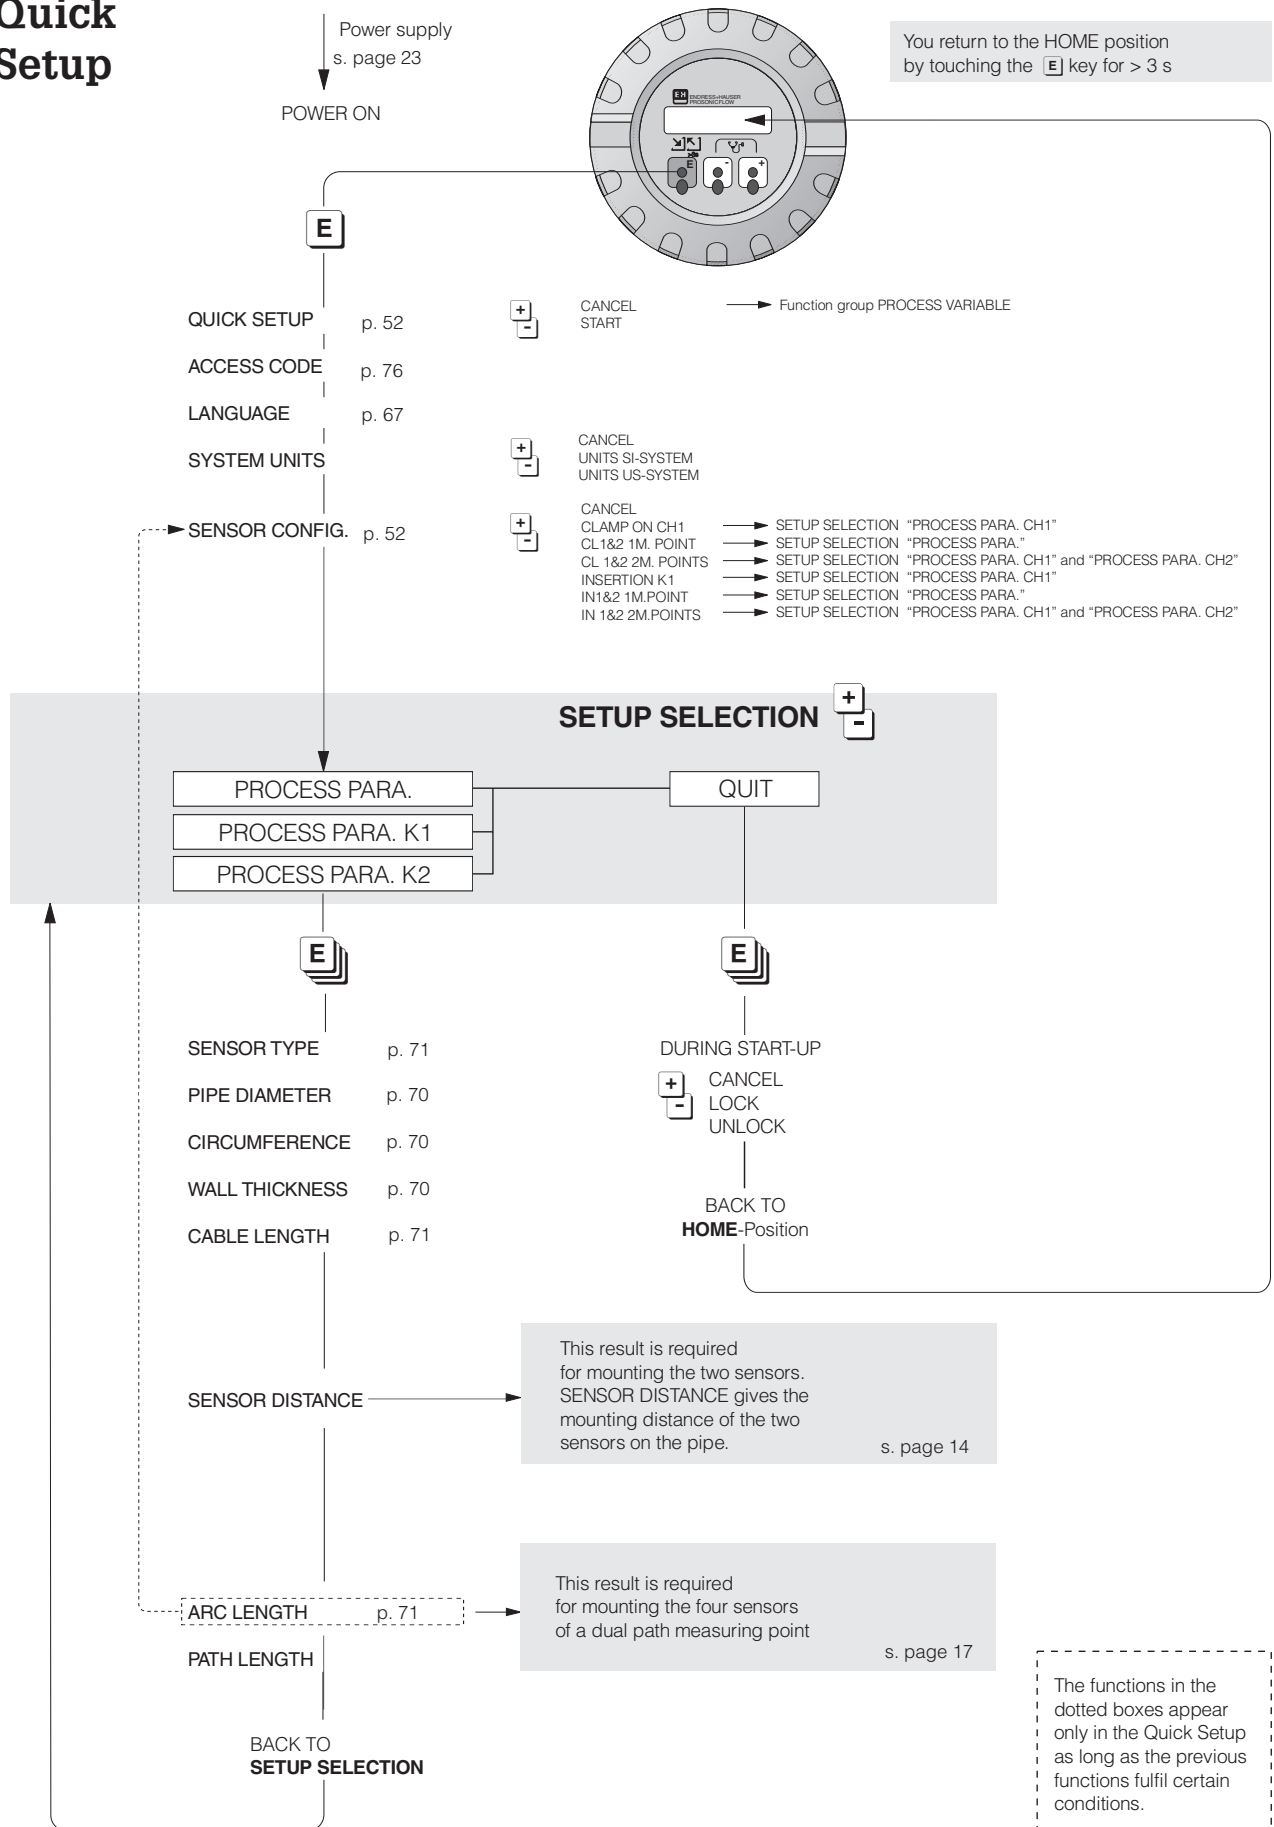 Quick
Setup
Power supply
s. page 23
POWER ON
ENDRESS+HAUSER
PROSONIC FLOW
E
-
+
You return to the HOME position
by touching the E key for > 3 s
E
QUICK SETUP p. 52
+
-
CANCEL
START
Function group PROCESS VARIABLE
ACCESS CODE p. 76
LANGUAGE p. 67
SYSTEM UNITS
+
-
CANCEL
UNITS SI-SYSTEM
UNITS US-SYSTEM
SENSOR CONFIG. p. 52
+
-
CANCEL
CLAMP ON CH1 SETUP SELECTION “PROCESS PARA. CH1”
CL1&2 1M. POINT SETUP SELECTION “PROCESS PARA.”
CL 1&2 2M. POINTS SETUP SELECTION “PROCESS PARA. CH1” and “PROCESS PARA. CH2”
INSERTION K1 SETUP SELECTION “PROCESS PARA. CH1”
IN1&2 1M.POINT SETUP SELECTION “PROCESS PARA.”
IN 1&2 2M.POINTS SETUP SELECTION “PROCESS PARA. CH1” and “PROCESS PARA. CH2”
SETUP SELECTION
+
-
PROCESS PARA. QUIT
PROCESS PARA. K1
PROCESS PARA. K2
E
E
SENSOR TYPE p. 71
PIPE DIAMETER p. 70
CIRCUMFERENCE p. 70
WALL THICKNESS p. 70
CABLE LENGTH p. 71
DURING START-UP
+
-
CANCEL
LOCK
UNLOCK
BACK TO
HOME-Position
SENSOR DISTANCE
This result is required
for mounting the two sensors.
SENSOR DISTANCE gives the
mounting distance of the two
sensors on the pipe.
s. page 14
ARC LENGTH p. 71
This result is required
for mounting the four sensors
of a dual path measuring point
s. page 17
PATH LENGTH
BACK TO
SETUP SELECTION
The functions in the
dotted boxes appear
only in the Quick Setup
as long as the previous
functions fulfil certain
conditions.